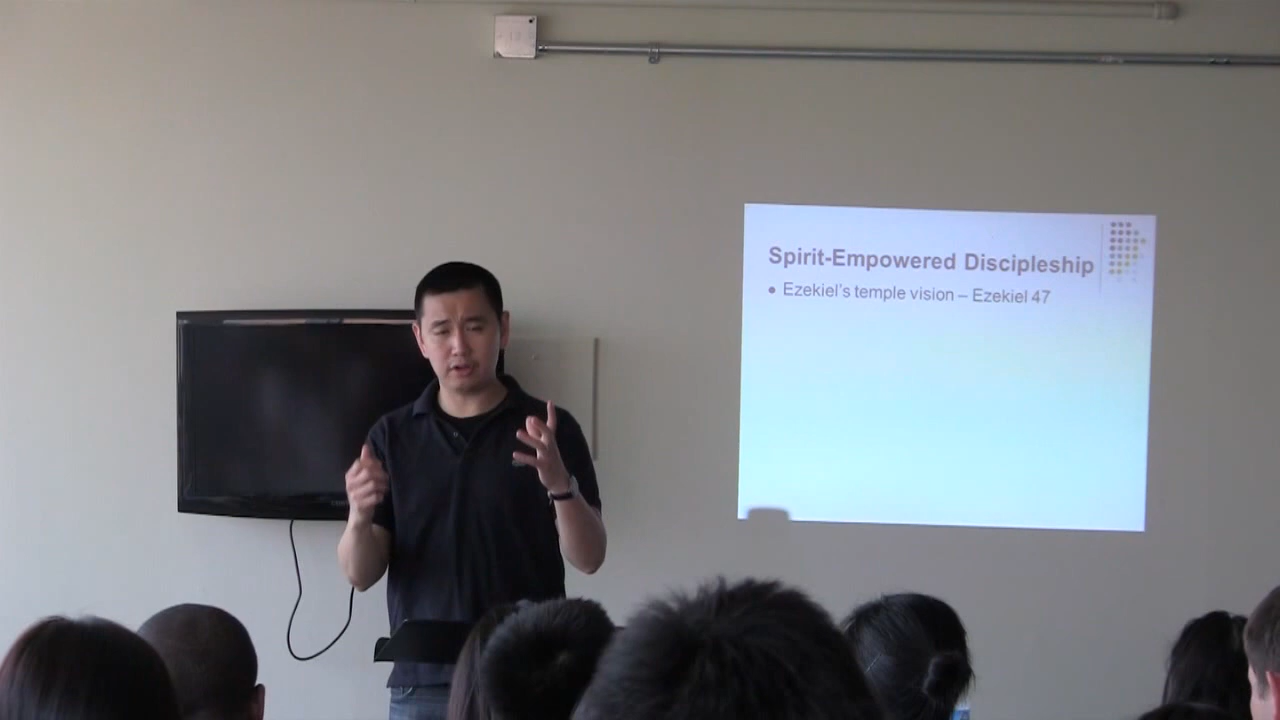 Spirit-Empowered Discipleship
• Ezekiel's temple vision – Ezekiel 47